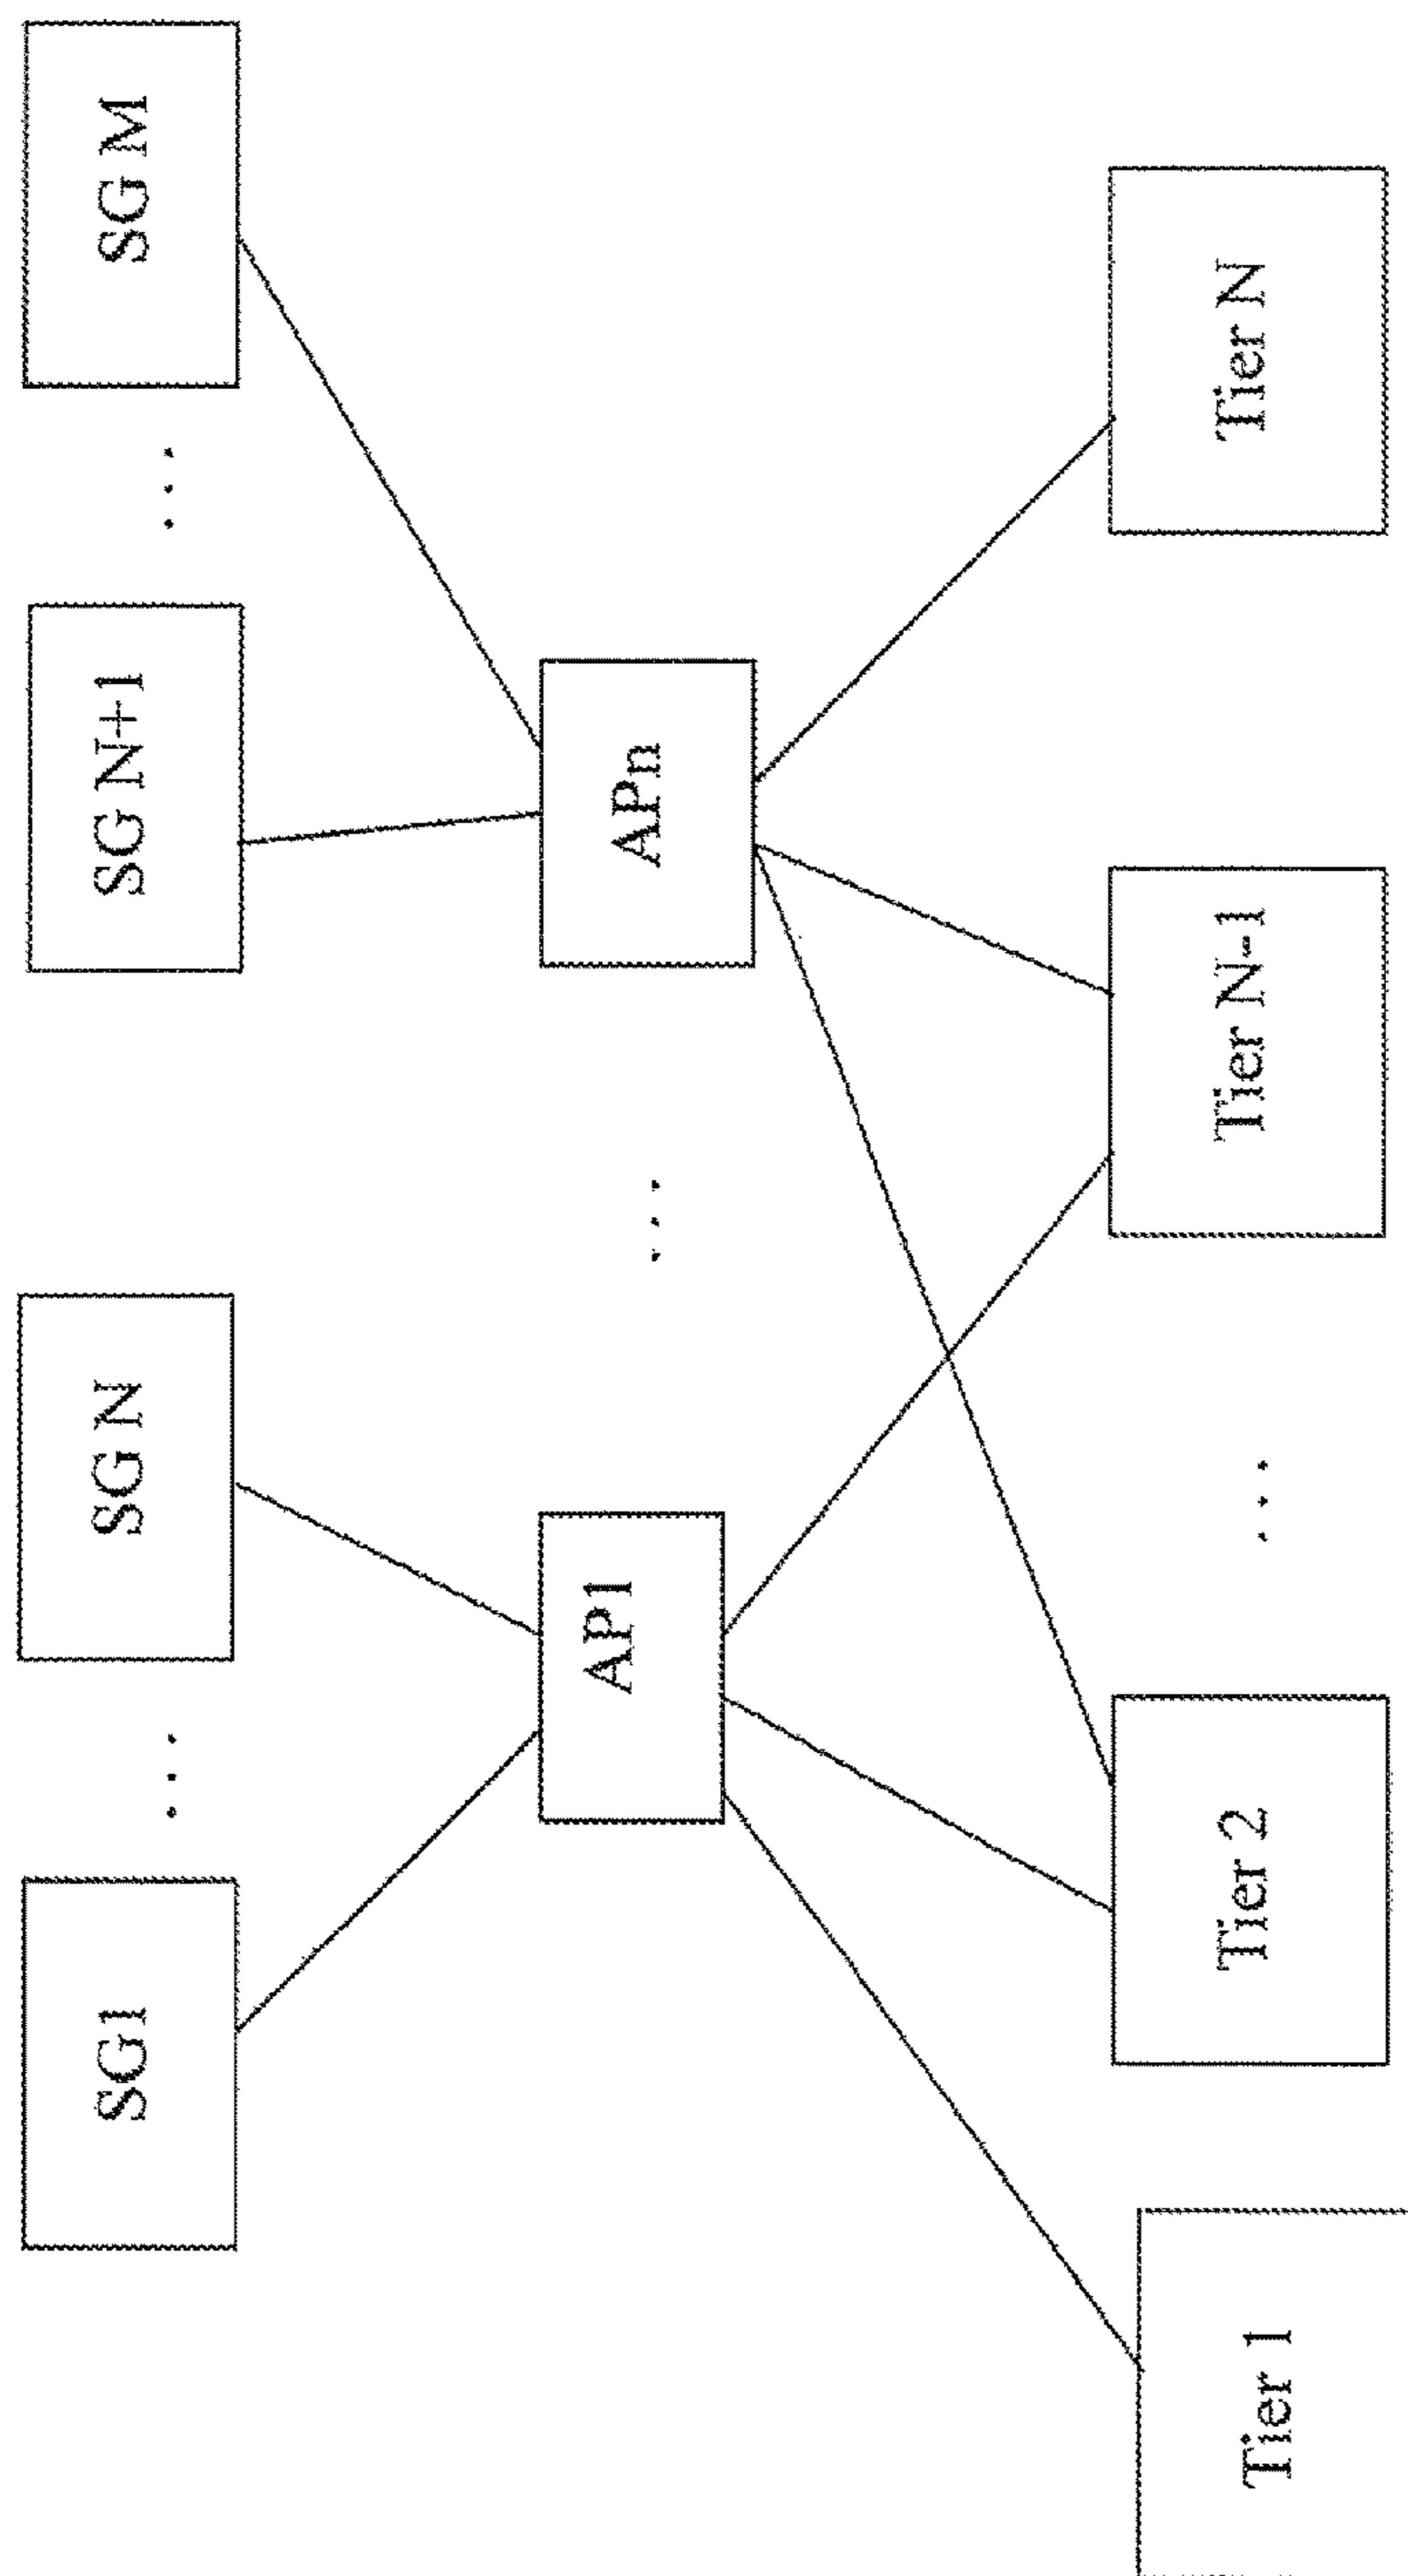 SG1
...
SG N
SG N+1
...
SG M
AP1
...
APn
Tier 1
Tier 2
...
Tier N-1
Tier N